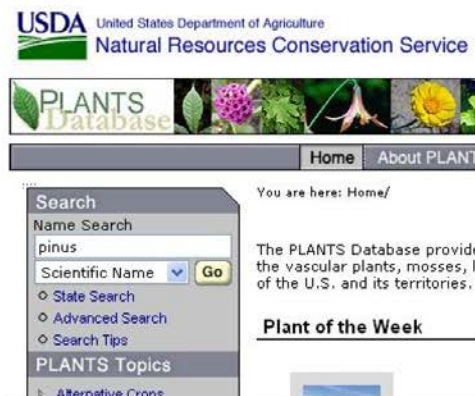 USDA United States Department of Agriculture
Natural Resources Conservation Service
PLANTS
Database
Home About PLANT
Search
Name Search
pinus
Scientific Name Go
State Search
Advanced Search
Search Tips
PLANTS Topics
Alternative Crops
You are here: Home/
The PLANTS Database provide
the vascular plants, mosses, l
of the U.S. and its territories.
Plant of the Week